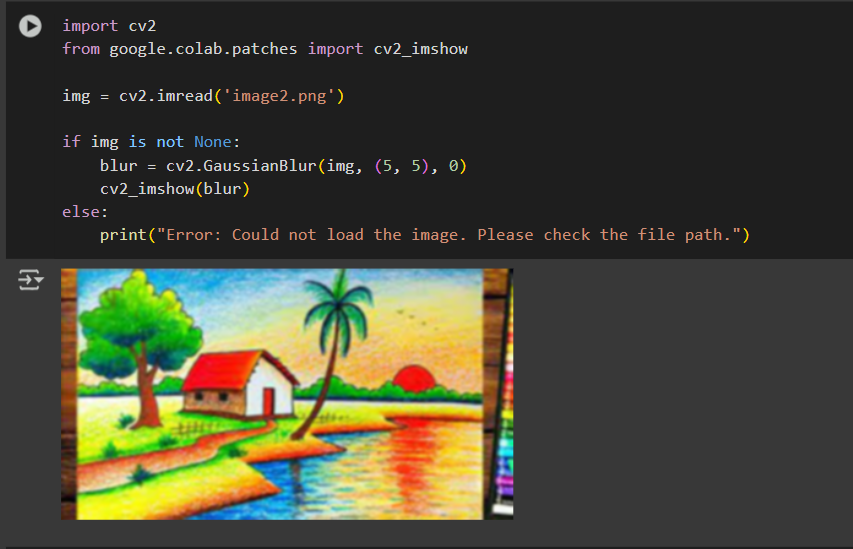 import cv2
from google.colab.patches import cv2_imshow
img = cv2.imread('image2.png')
if img is not None:
    blur = cv2.GaussianBlur(img, (5, 5), 0)
    cv2_imshow(blur)
else:
    print("Error: Could not load the image. Please check the file path.")